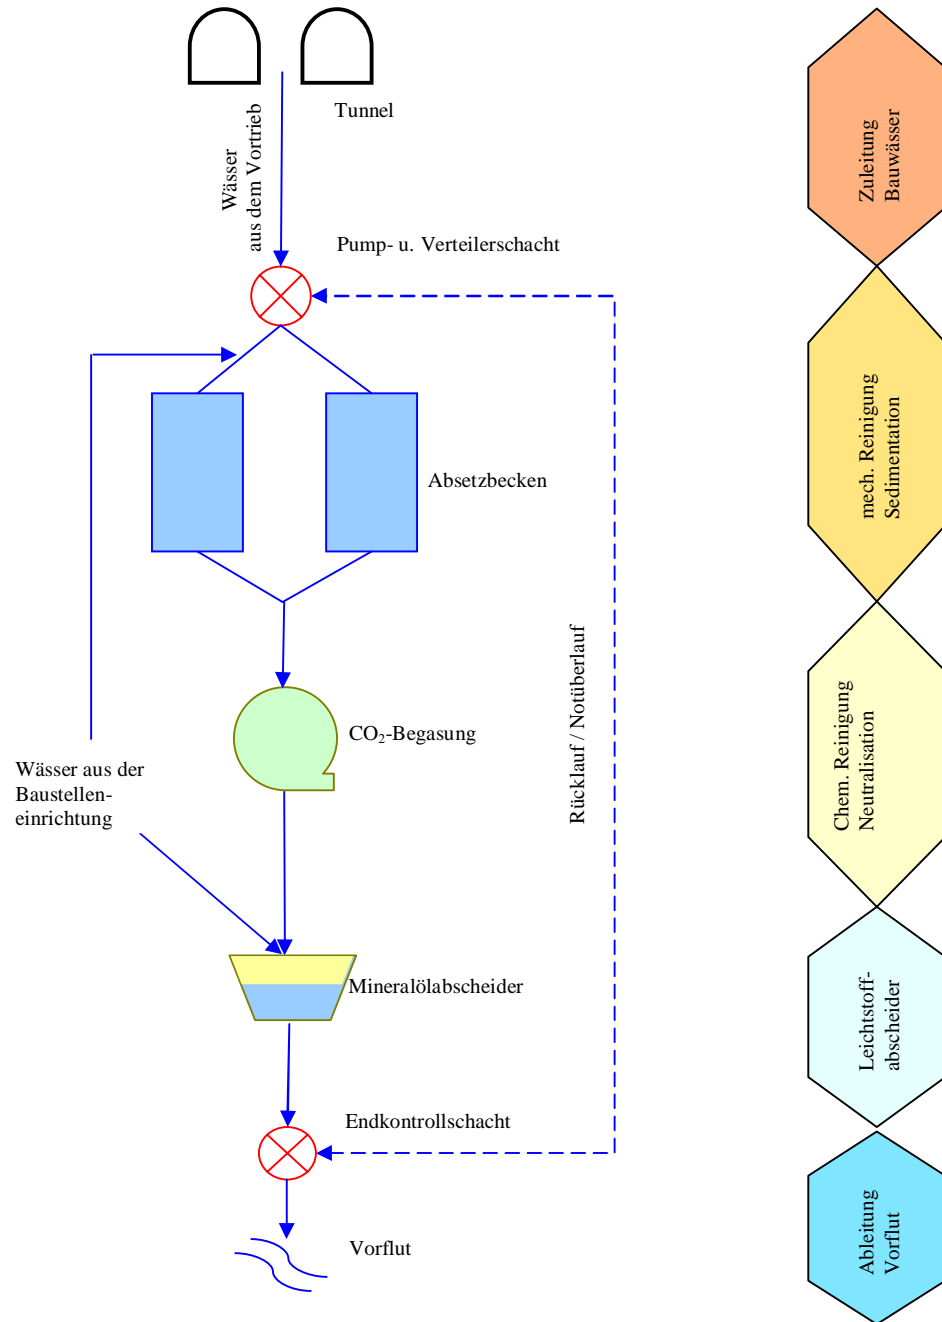 Tunnel
Wässer
aus dem Vortrieb
Pump- u. Verteilerschacht
Absetzbecken
CO₂-Begasung
Wässer aus der
Baustellen-
einrichtung
Rücklauf / Notüberlauf
Mineralölabscheider
Endkontrollschacht
Vorflut
Zuleitung
Bauwässer
mech. Reinigung
Sedimentation
Chem. Reinigung
Neutralisation
Leichtstoff-
abscheider
Ableitung
Vorflut